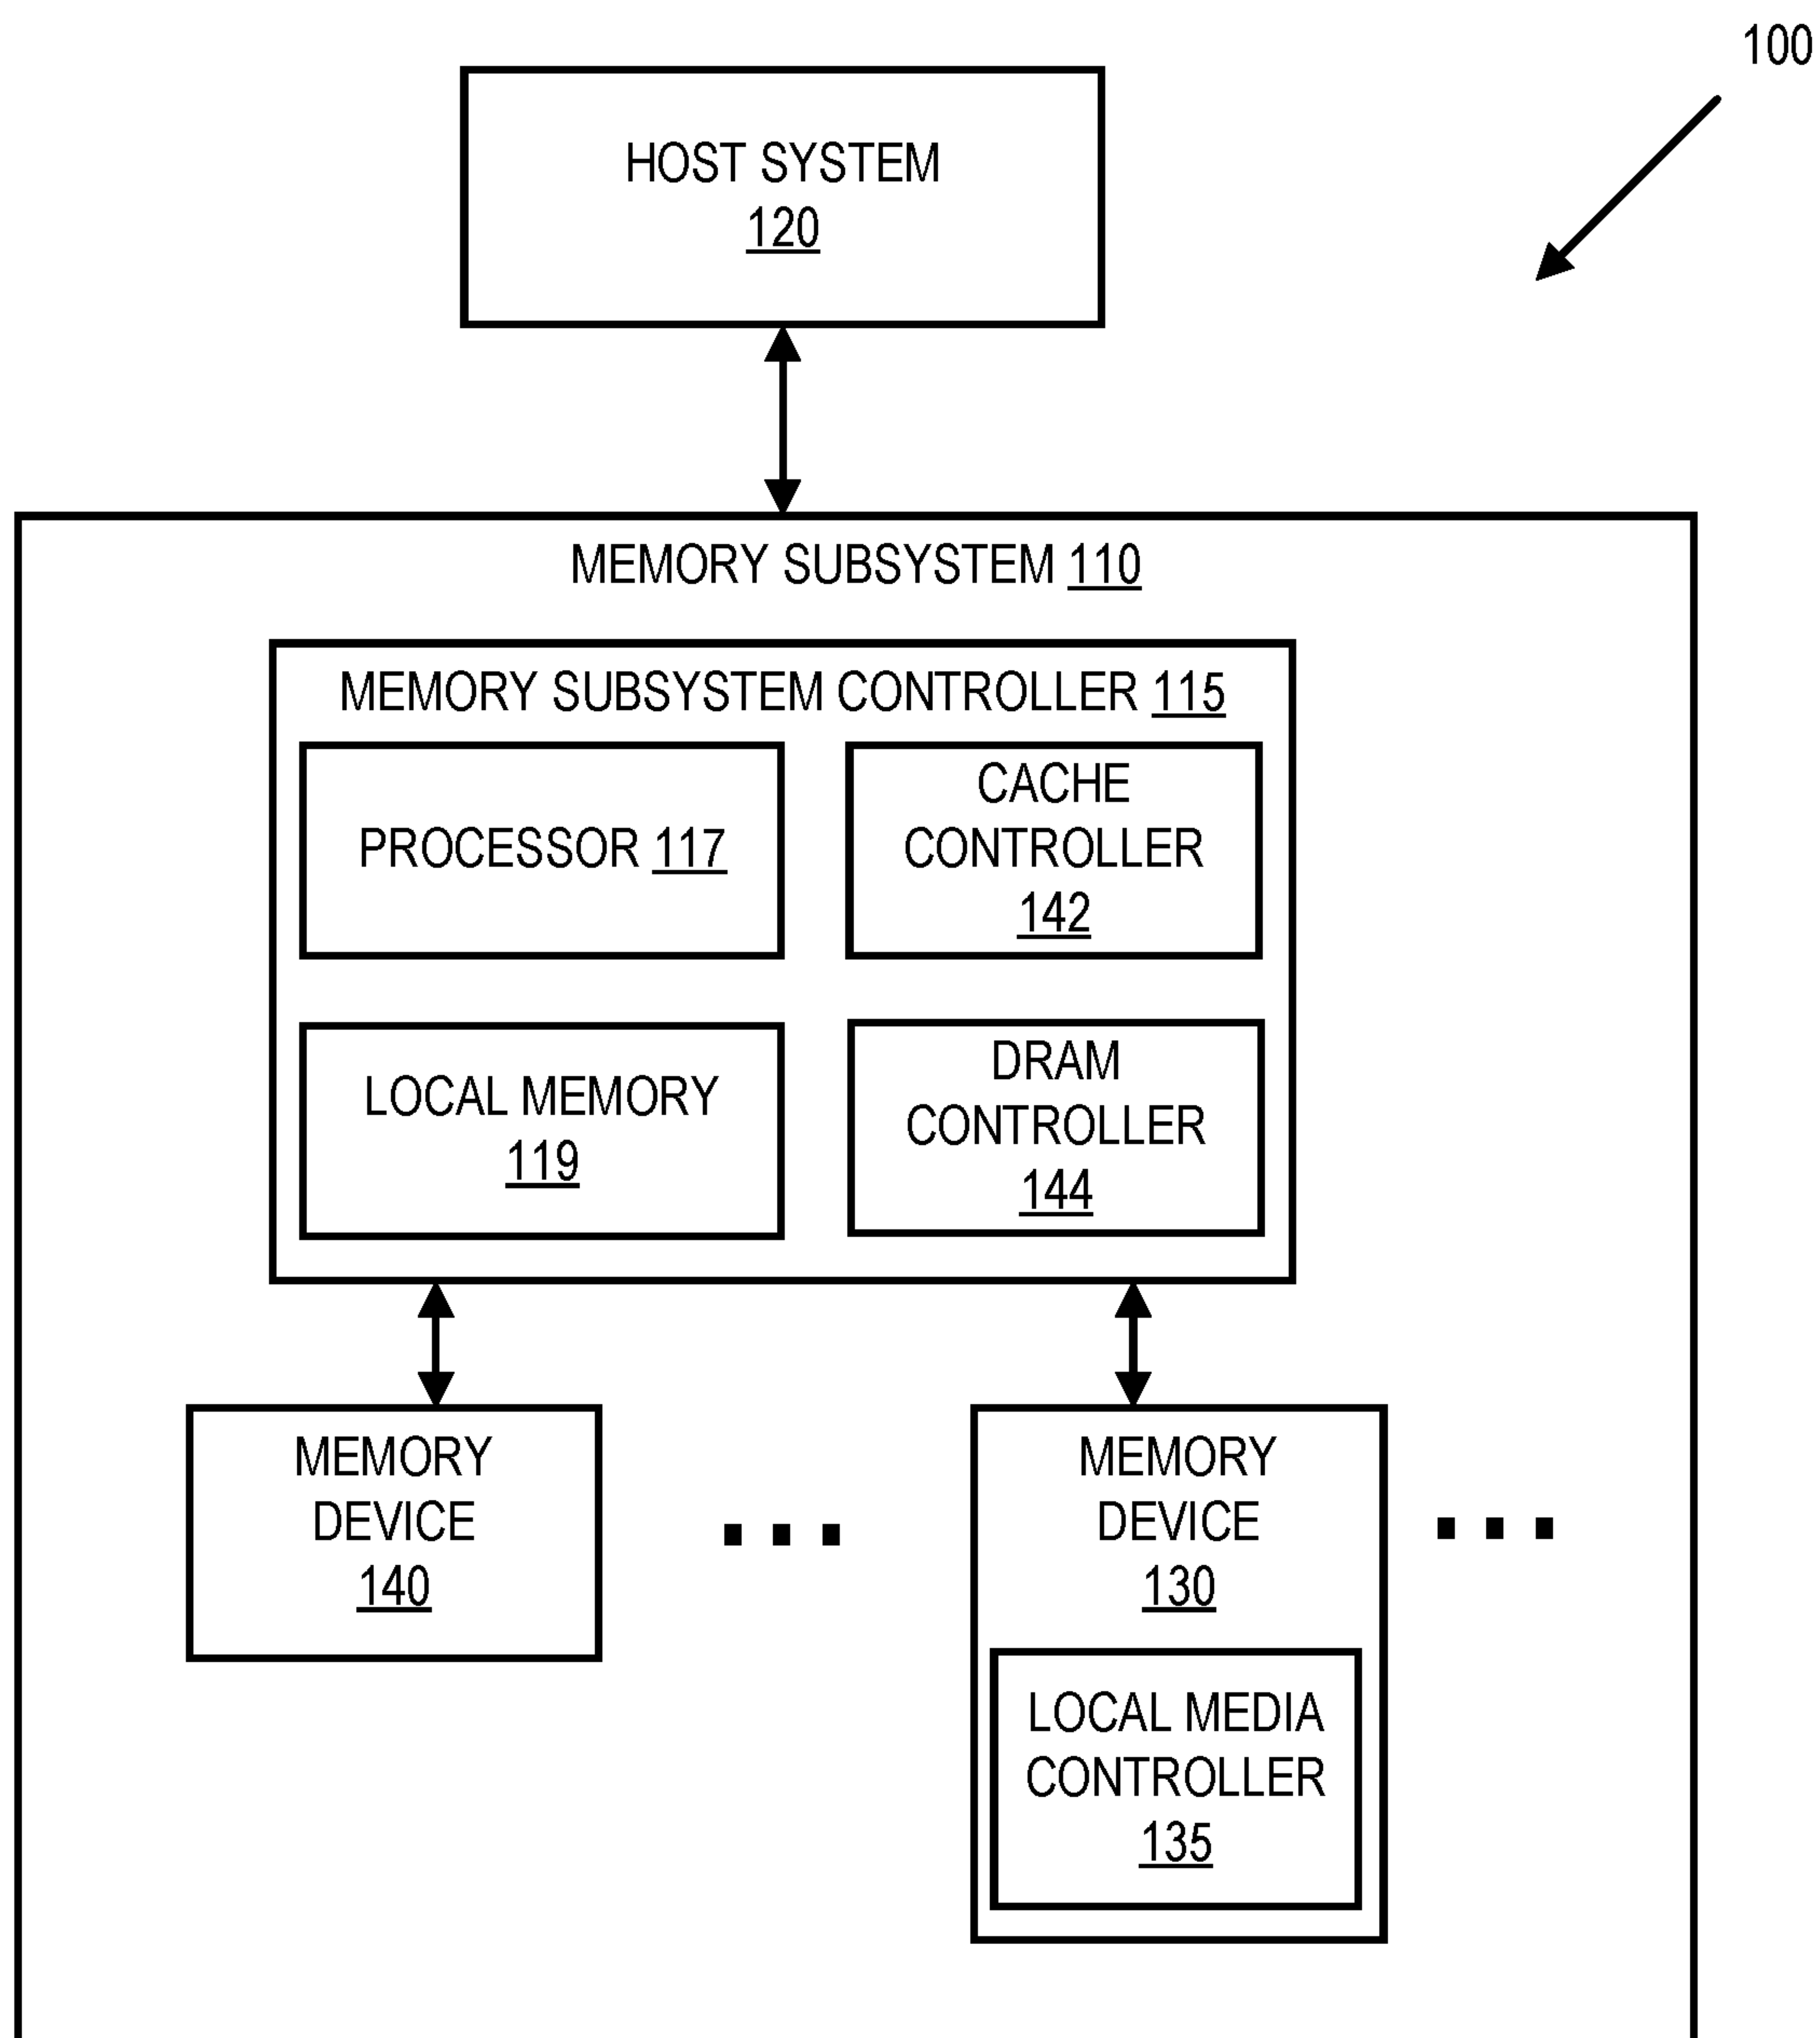 100
HOST SYSTEM
120
MEMORY SUBSYSTEM 110
MEMORY SUBSYSTEM CONTROLLER 115
PROCESSOR 117
CACHE
CONTROLLER
142
LOCAL MEMORY
119
DRAM
CONTROLLER
144
MEMORY
DEVICE
140
MEMORY
DEVICE
130
LOCAL MEDIA
CONTROLLER
135